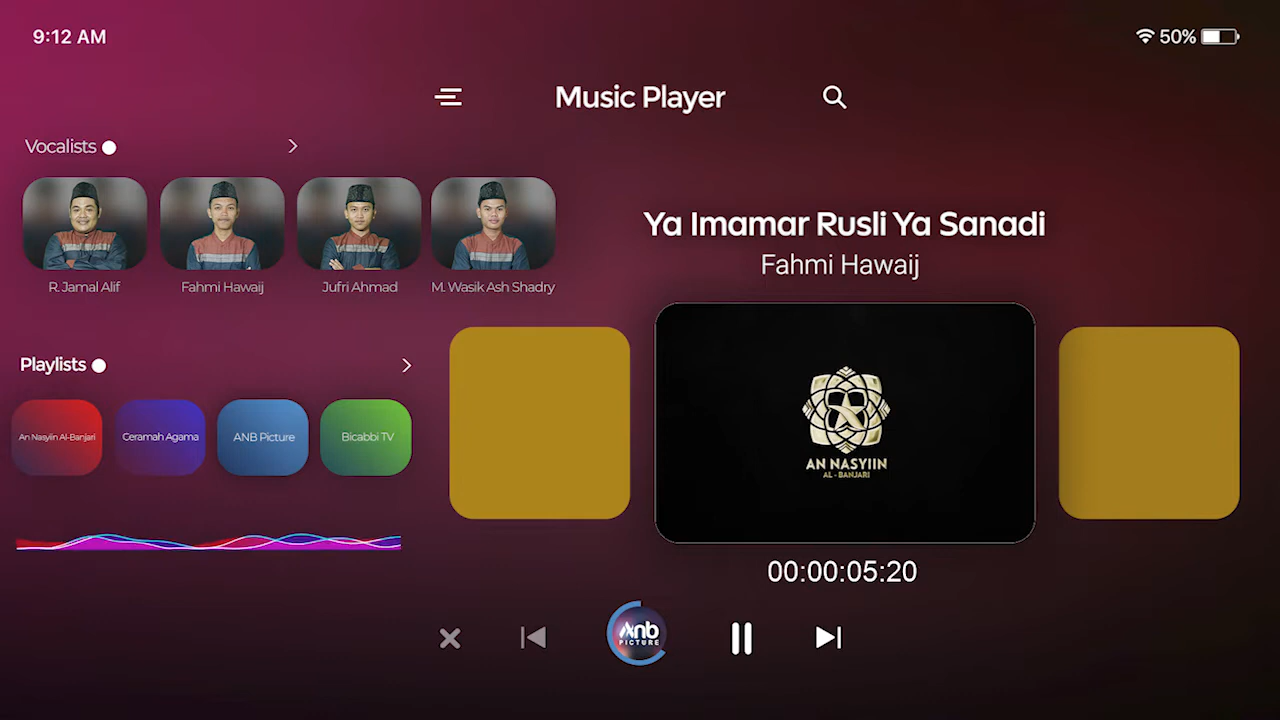 9:12 AM
50%
Music Player
Vocalists
R. Jamal Alif
Fahmi Hawaij
Jufri Ahmad
M. Wasik Ash Shadry
Ya Imamar Rusli Ya Sanadi
Fahmi Hawaij
Playlists
An Nasyiin Al-Banjari
Ceramah Agama
ANB Picture
Bicabbi TV
AN NASYIIN
AL - BANJARI
00:00:05:20
Anb
PICTURE